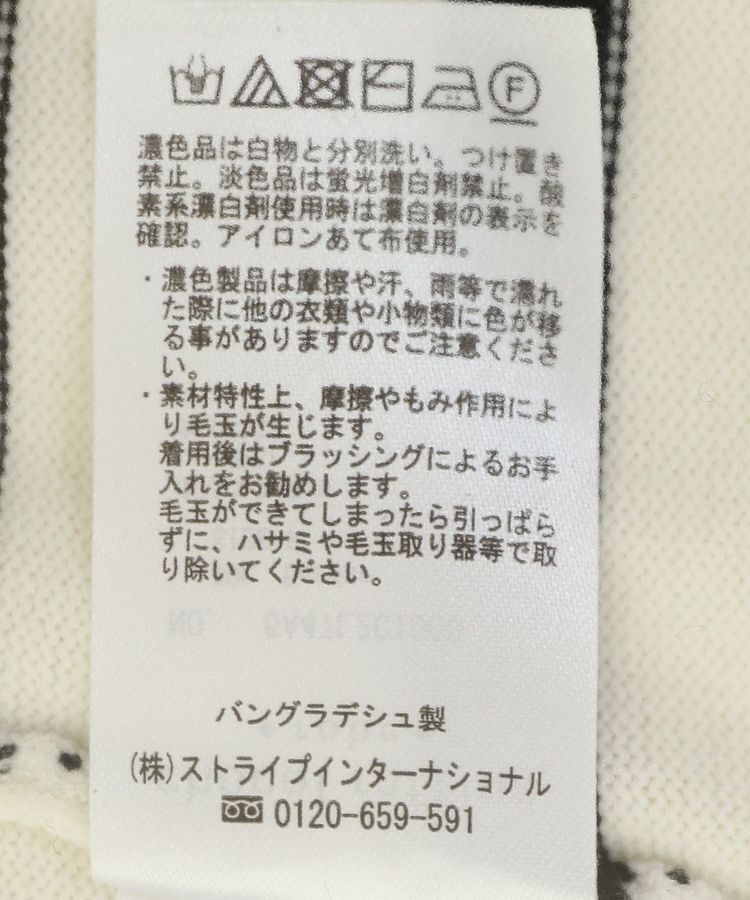 F
濃色品は白物と分別洗い。つけ置き
禁止。淡色品は蛍光増白剤禁止。酸
素系漂白剤使用時は漂白剤の表示を
確認。アイロンあて布使用。
・濃色製品は摩擦や汗、雨等で濡れ
た際に他の衣類や小物類に色が移
る事がありますのでご注意くださ
い。
・素材特性上、摩擦やもみ作用によ
り毛玉が生じます。
着用後はブラッシングによるお手
入れをお勧めします。
毛玉ができてしまったら引っぱら
ずに、ハサミや毛玉取り器等で取
り除いてください。
バングラデシュ製
(株)ストライプインターナショナル
0120-659-591